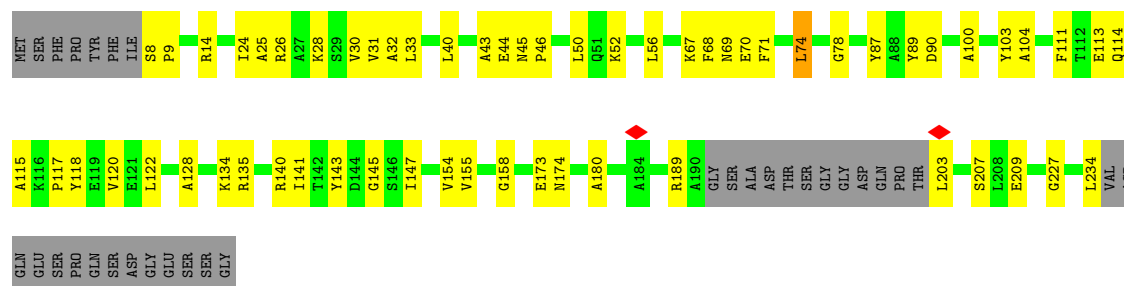 MET SER PHE PRO TYR PHE ILE S8 P9 R14 I24 A25 R26 A27 K28 S29 V30 V31 A32 L33 L40 A43 E44 N45 P46 L50 Q51 K52 L56 K67 F68 N69 E70 F71 L74 G78 Y87 A88 Y89 D90 A100 Y103 A104 F111 T112 E113 Q114
A115 K116 P117 Y118 E119 V120 E121 L122 A128 K134 R135 R140 I141 T142 Y143 D144 G145 S146 I147 V154 V155 G158 E173 N174 A180 A184 R189 A190 GLY SER ALA ASP THR SER GLY GLY ASP GLN PRO THR L203 S207 L208 E209 G227 L234 VAL
GLN GLU SER PRO GLN SER ASP GLY GLU SER SER GLY